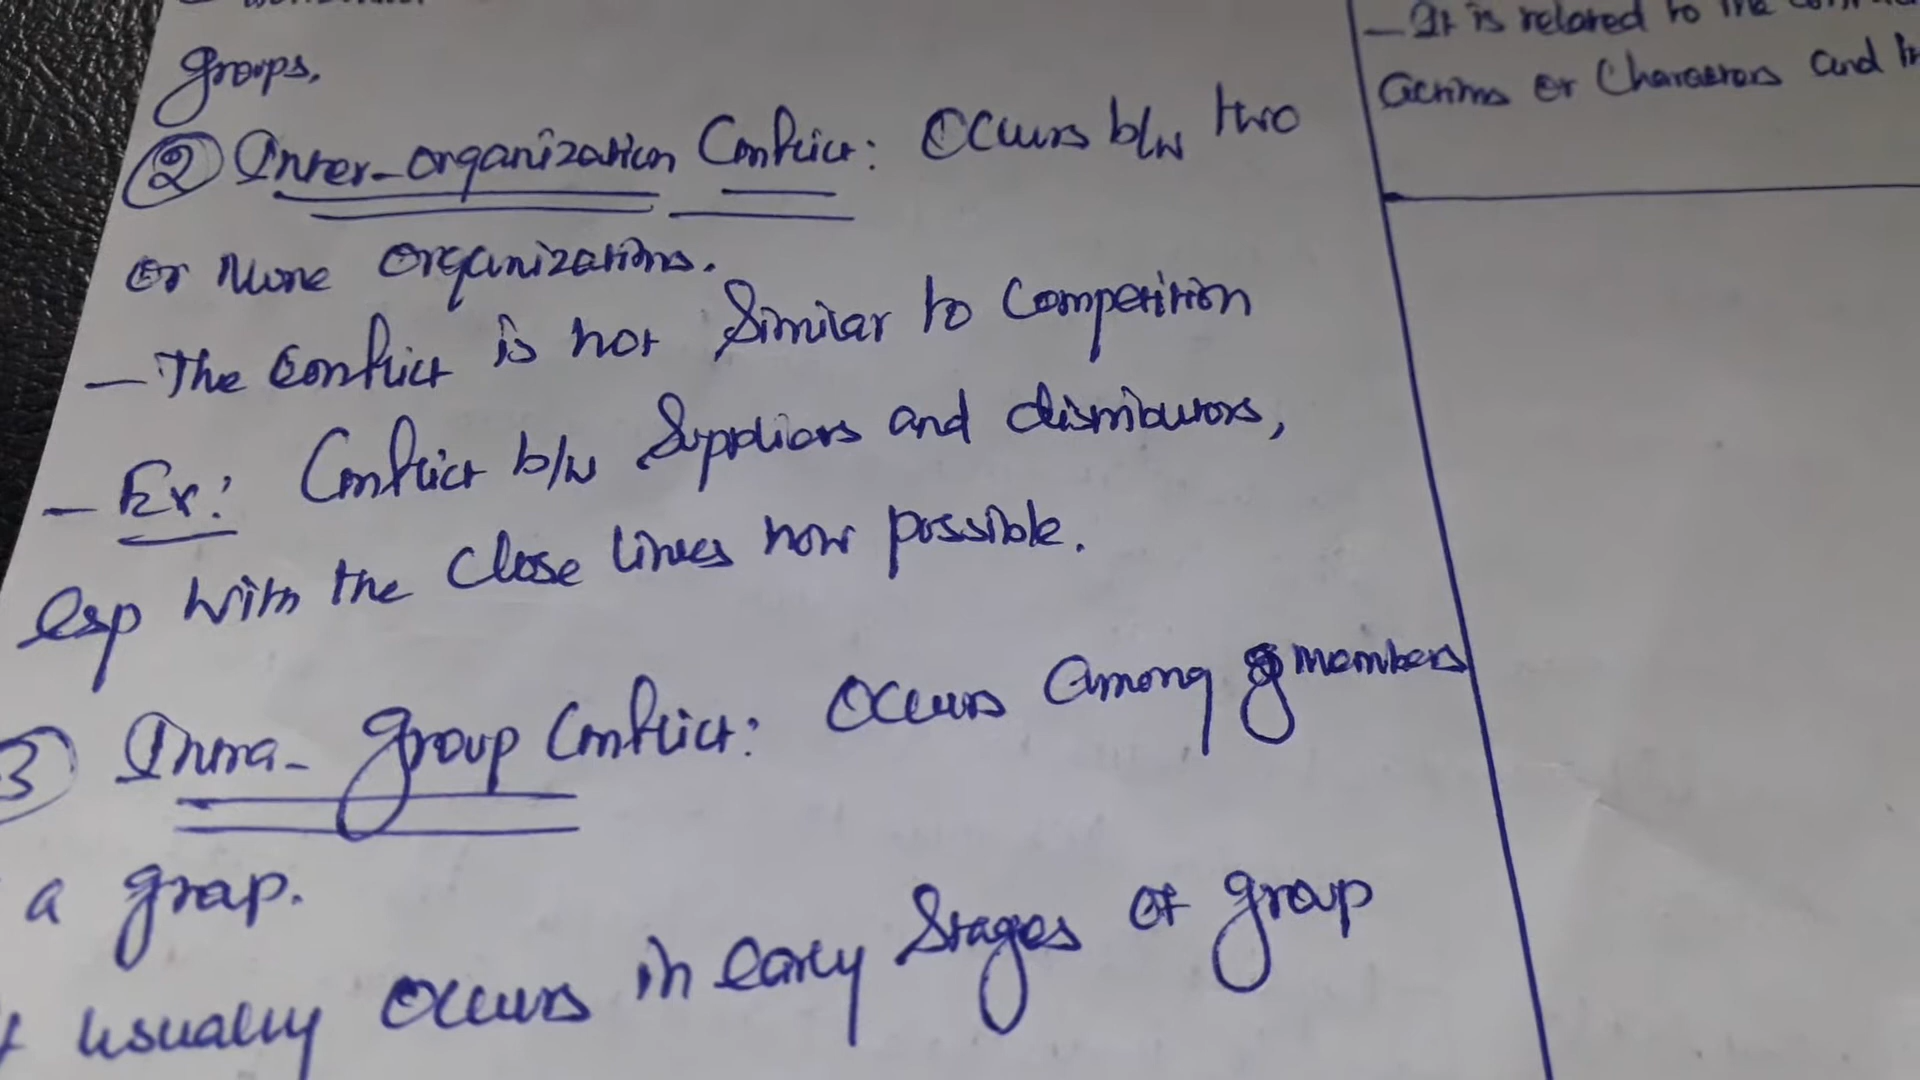 groups.
② Inter-organization Conflict: Occurs b/w two
or More organizations.
- The Conflict is not Similar to Competition
- Ex: Conflict b/w Suppliers and distributors,
esp with the close lines now possible.
③ Intra-group Conflict: Occurs among members
a group.
usually occurs in early Stages of group
- It is related to the
actions or Characters and